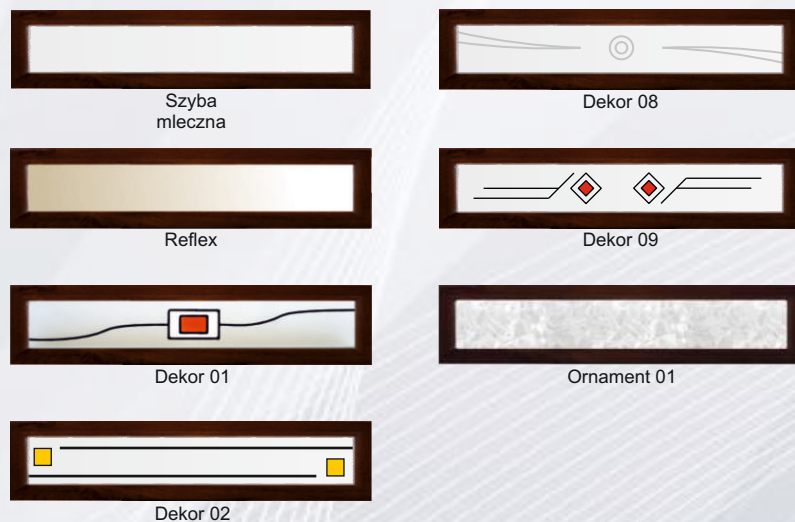 Szyba
mleczna
Reflex
Dekor 01
Dekor 02
Dekor 08
Dekor 09
Ornament 01